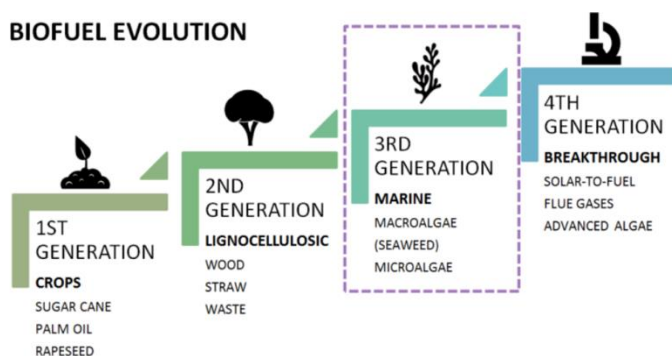 BIOFUEL EVOLUTION
1ST
GENERATION
CROPS
SUGAR CANE
PALM OIL
RAPESEED
2ND
GENERATION
LIGNOCELLULOSIC
WOOD
STRAW
WASTE
3RD
GENERATION
MARINE
MACROALGAE
(SEAWEED)
MICROALGAE
4TH
GENERATION
BREAKTHROUGH
SOLAR-TO-FUEL
FLUE GASES
ADVANCED ALGAE